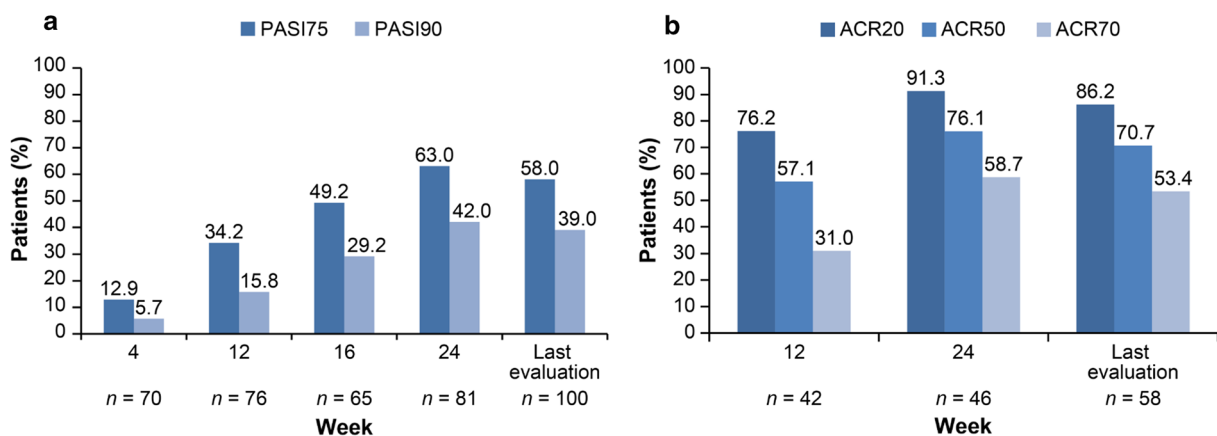 a
PASI75 PASI90
100
90
80
70
60
50
40
30
20
10
0
Patients (%)
12.9 5.7
34.2 15.8
49.2 29.2
63.0 42.0
58.0 39.0
4 12 16 24 Last
evaluation
n = 70 n = 76 n = 65 n = 81 n = 100
Week
b
ACR20 ACR50 ACR70
100
90
80
70
60
50
40
30
20
10
0
Patients (%)
76.2 57.1 31.0
91.3 76.1 58.7
86.2 70.7 53.4
12 24 Last
evaluation
n = 42 n = 46 n = 58
Week